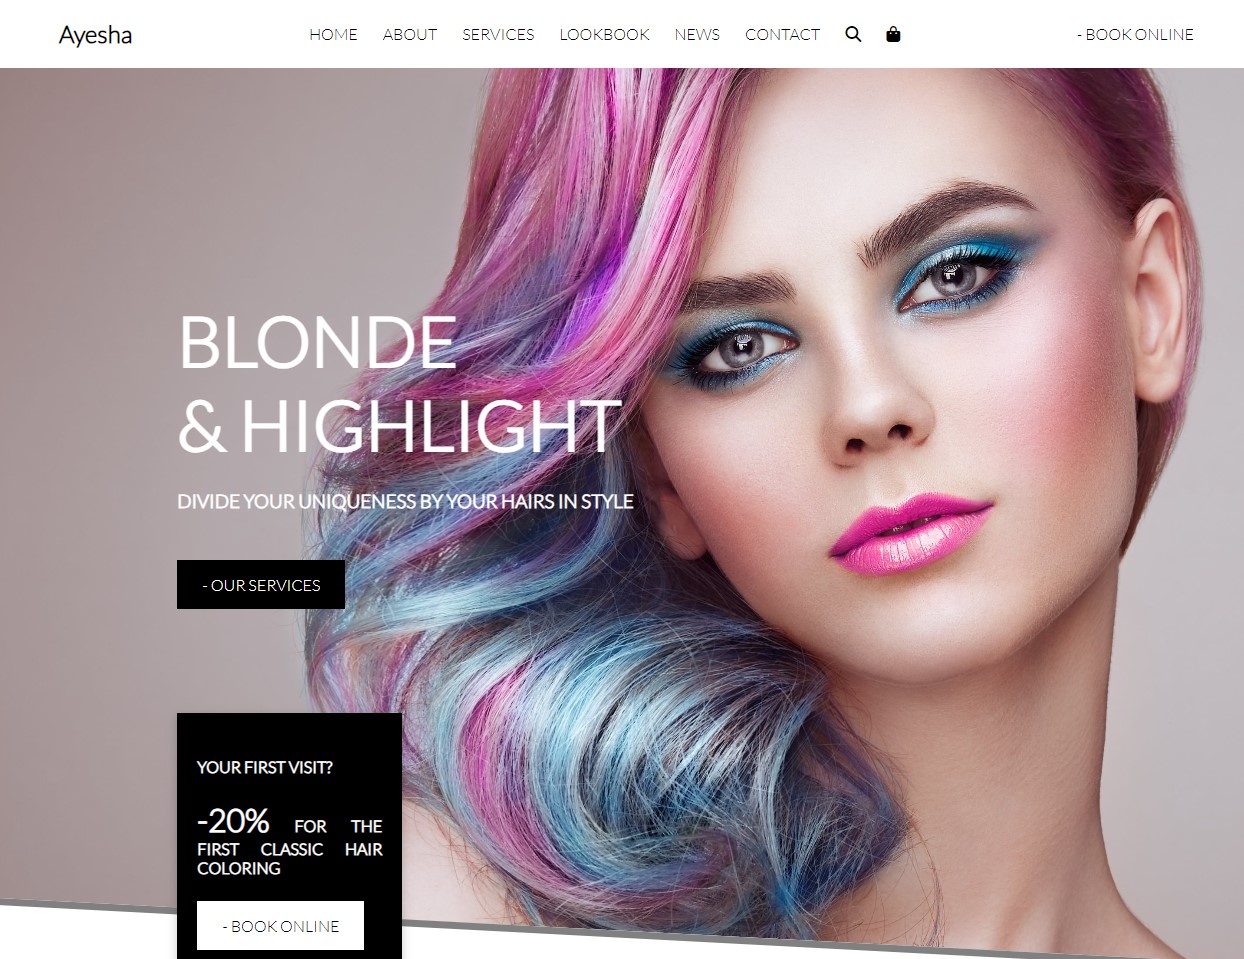 Ayesha
HOME ABOUT SERVICES LOOKBOOK NEWS CONTACT
- BOOK ONLINE
BLONDE
& HIGHLIGHT
DIVIDE YOUR UNIQUENESS BY YOUR HAIRS IN STYLE
- OUR SERVICES
YOUR FIRST VISIT?
-20% FOR THE
FIRST CLASSIC HAIR
COLORING
- BOOK ONLINE